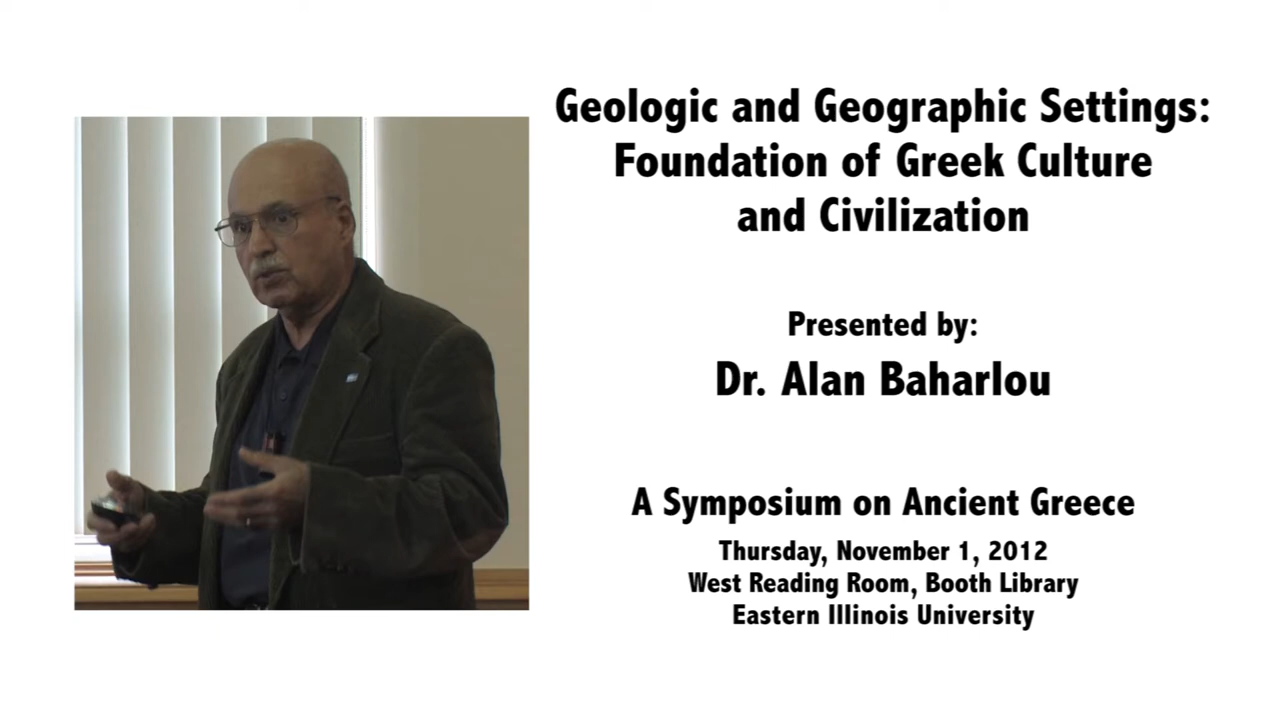 Geologic and Geographic Settings:
Foundation of Greek Culture
and Civilization
Presented by:
Dr. Alan Baharlou
A Symposium on Ancient Greece
Thursday, November 1, 2012
West Reading Room, Booth Library
Eastern Illinois University